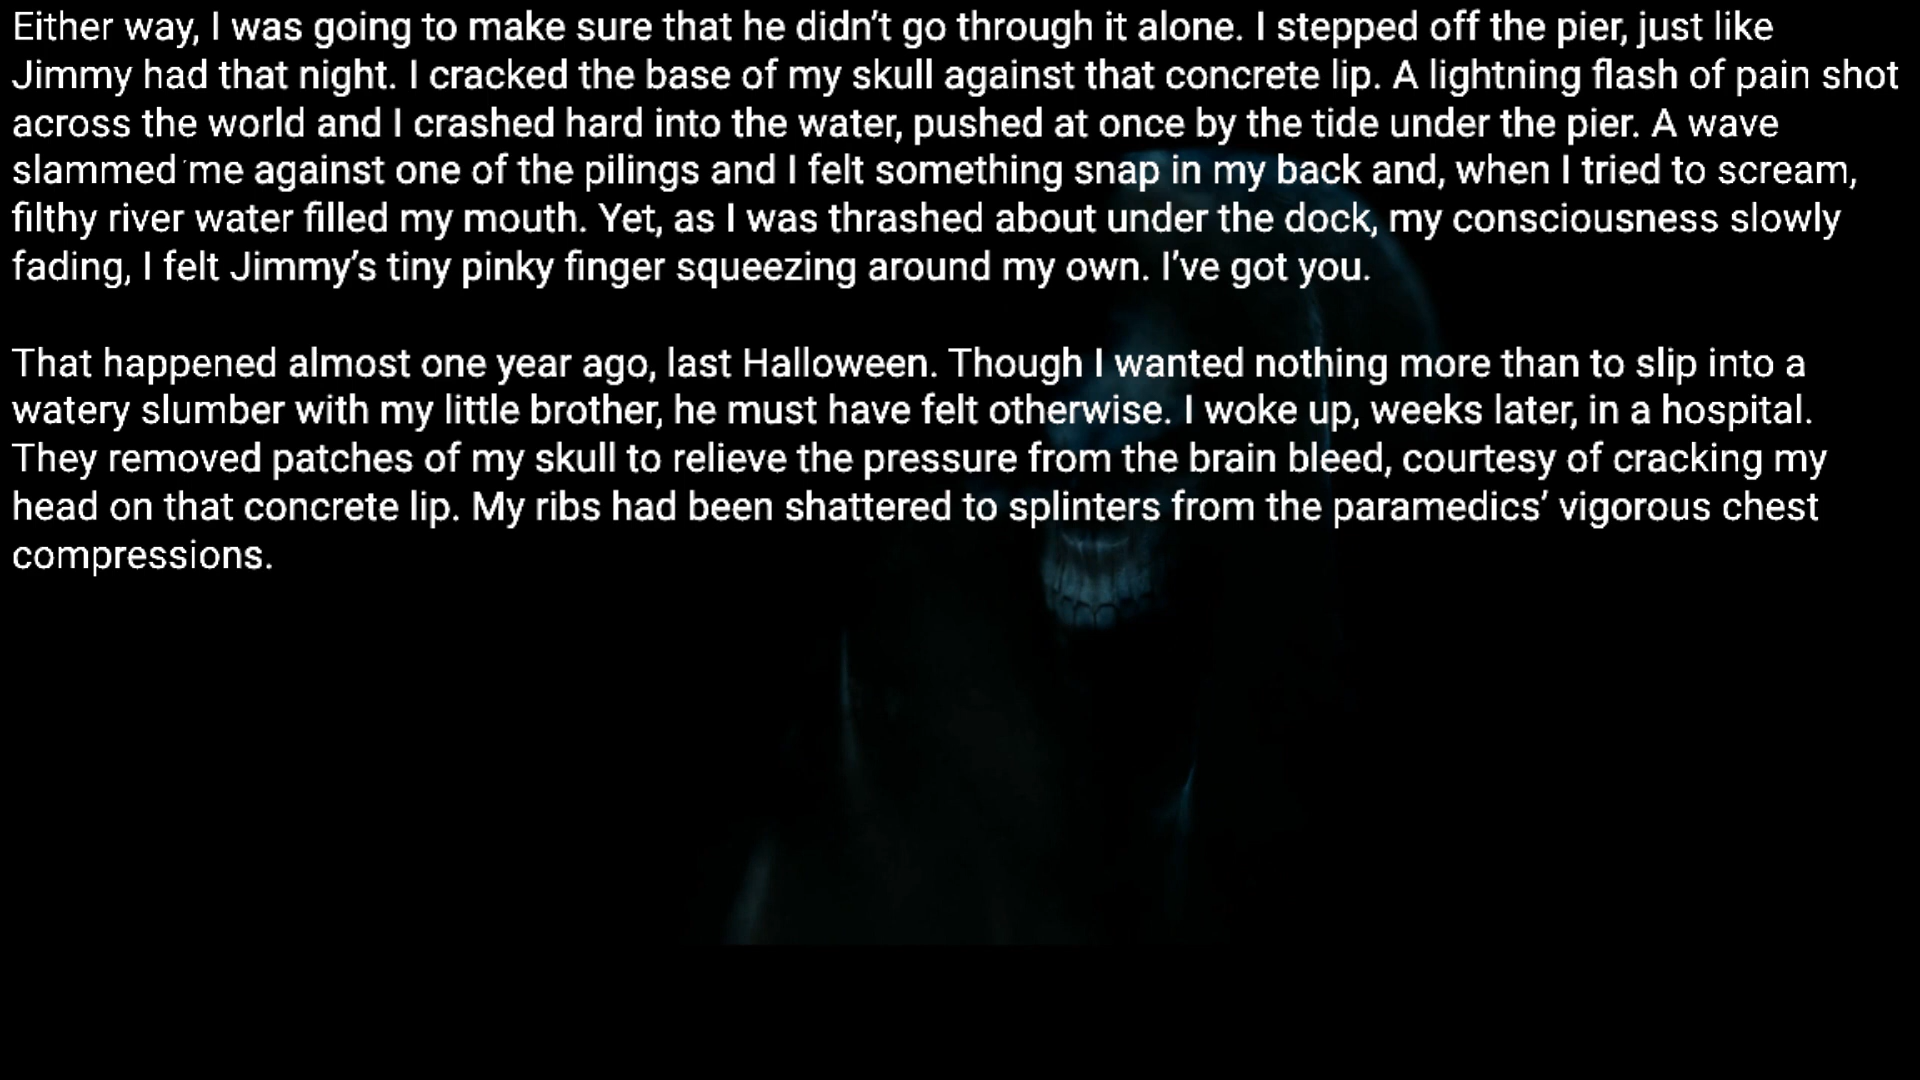 Either way, I was going to make sure that he didn’t go through it alone. I stepped off the pier, just like
Jimmy had that night. I cracked the base of my skull against that concrete lip. A lightning flash of pain shot
across the world and I crashed hard into the water, pushed at once by the tide under the pier. A wave
slammed me against one of the pilings and I felt something snap in my back and, when I tried to scream,
filthy river water filled my mouth. Yet, as I was thrashed about under the dock, my consciousness slowly
fading, I felt Jimmy’s tiny pinky finger squeezing around my own. I’ve got you.

That happened almost one year ago, last Halloween. Though I wanted nothing more than to slip into a
watery slumber with my little brother, he must have felt otherwise. I woke up, weeks later, in a hospital.
They removed patches of my skull to relieve the pressure from the brain bleed, courtesy of cracking my
head on that concrete lip. My ribs had been shattered to splinters from the paramedics’ vigorous chest
compressions.